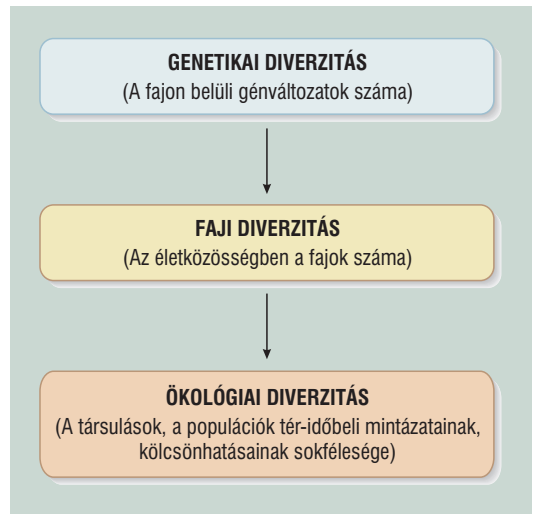 GENETIKAI DIVERZITÁS
(A fajon belüli génváltozatok száma)
FAJI DIVERZITÁS
(Az életközösségben a fajok száma)
ÖKOLÓGIAI DIVERZITÁS
(A társulások, a populációk tér-időbeli mintázatainak,
kölcsönhatásainak sokfélesége)